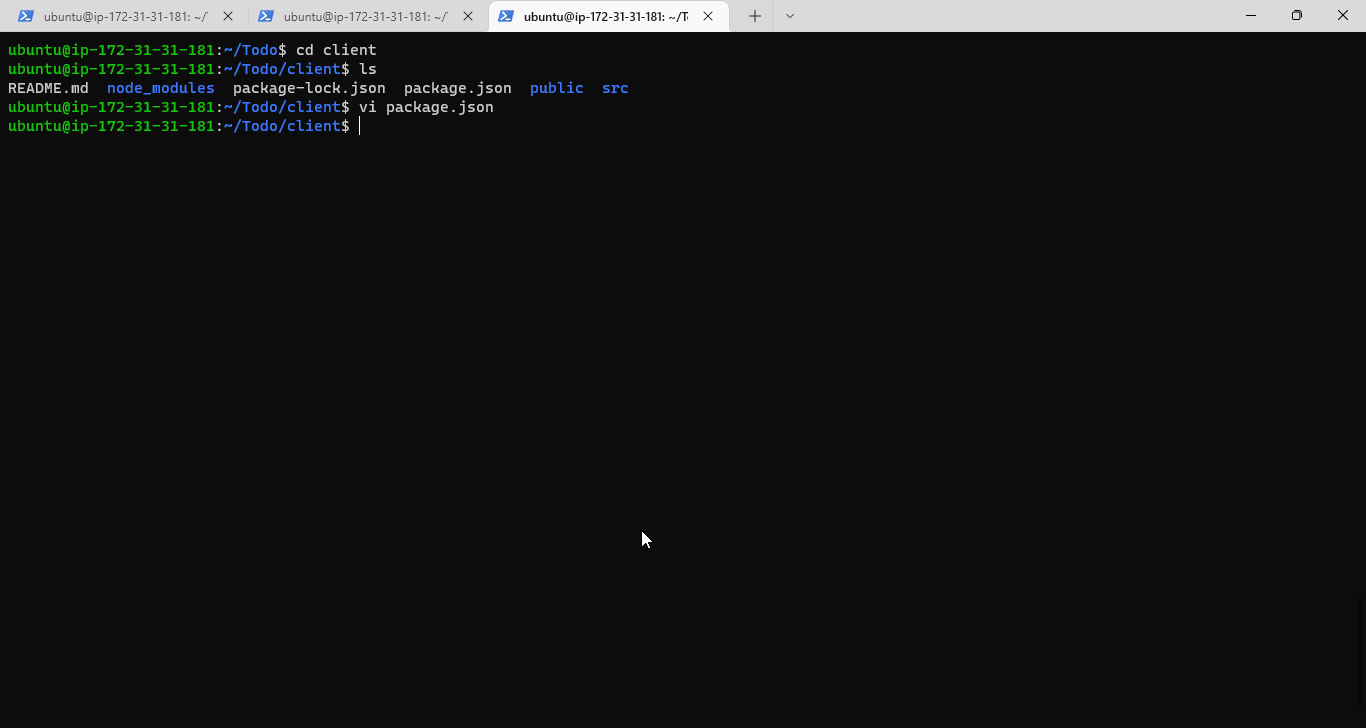 ubuntu@ip-172-31-31-181: ~/
ubuntu@ip-172-31-31-181: ~/
ubuntu@ip-172-31-31-181: ~/T
ubuntu@ip-172-31-31-181:~/Todo$ cd client
ubuntu@ip-172-31-31-181:~/Todo/client$ ls
README.md  node_modules  package-lock.json  package.json  public  src
ubuntu@ip-172-31-31-181:~/Todo/client$ vi package.json
ubuntu@ip-172-31-31-181:~/Todo/client$